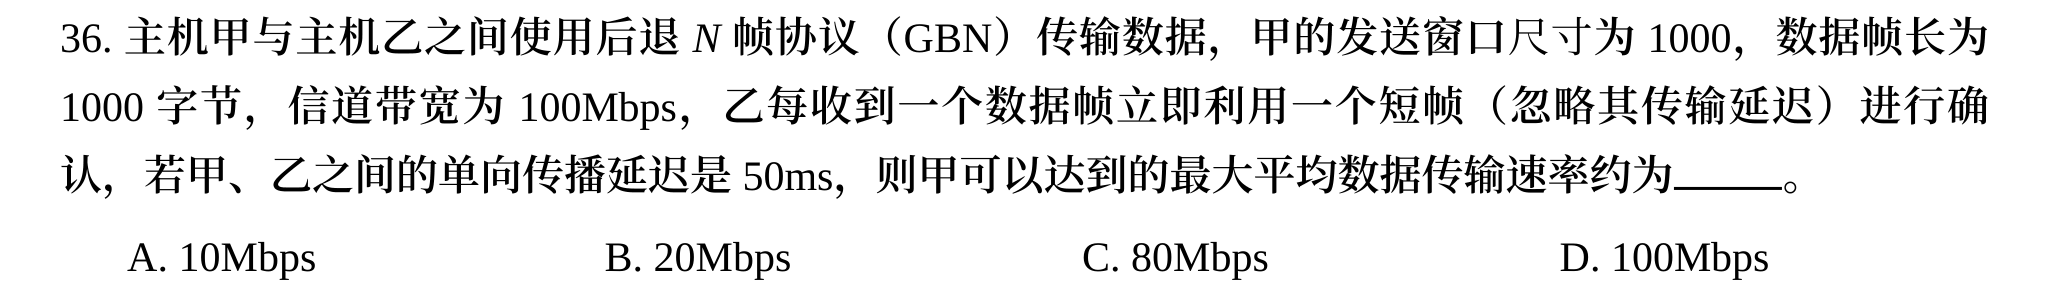 36. 主机甲与主机乙之间使用后退 N 帧协议（GBN）传输数据，甲的发送窗口尺寸为 1000，数据帧长为
1000 字节，信道带宽为 100Mbps，乙每收到一个数据帧立即利用一个短帧（忽略其传输延迟）进行确
认，若甲、乙之间的单向传播延迟是 50ms，则甲可以达到的最大平均数据传输速率约为_____。
A. 10Mbps B. 20Mbps C. 80Mbps D. 100Mbps